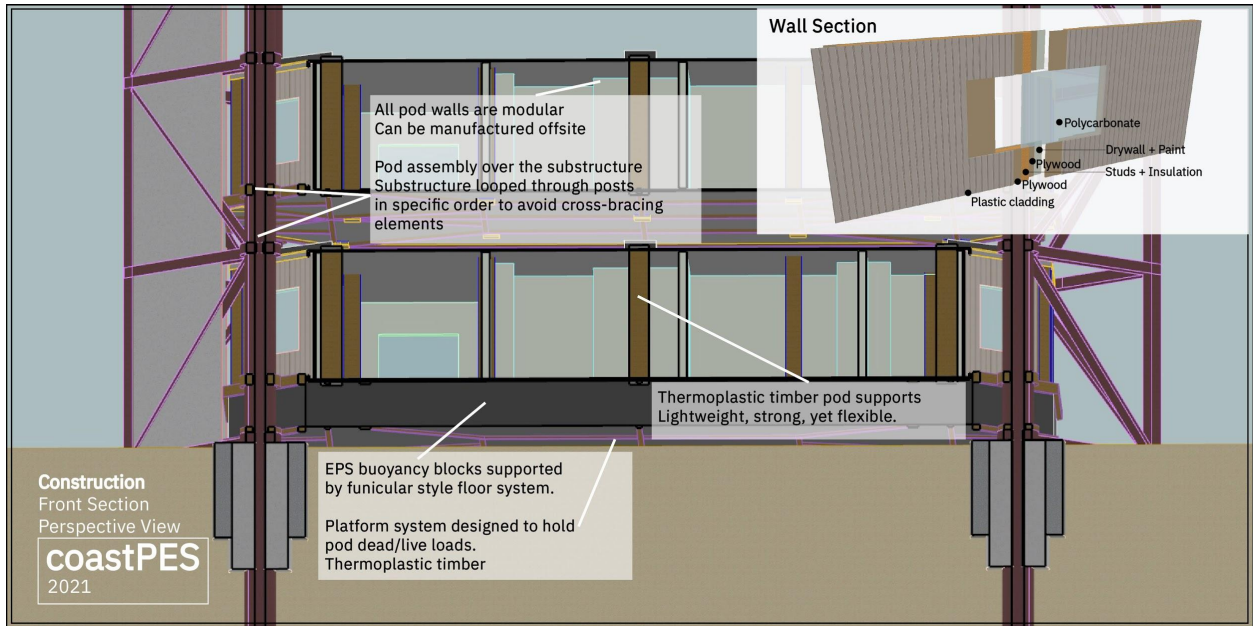 Wall Section
All pod walls are modular
Can be manufactured offsite
Pod assembly over the substructure
Substructure looped through posts
in specific order to avoid cross-bracing
elements
Polycarbonate
Drywall + Paint
Plywood
Studs + Insulation
Plywood
Plastic cladding
Thermoplastic timber pod supports
Lightweight, strong, yet flexible.
EPS buoyancy blocks supported
by funicular style floor system.
Platform system designed to hold
pod dead/live loads.
Thermoplastic timber
Construction
Front Section
Perspective View
coastPES
2021